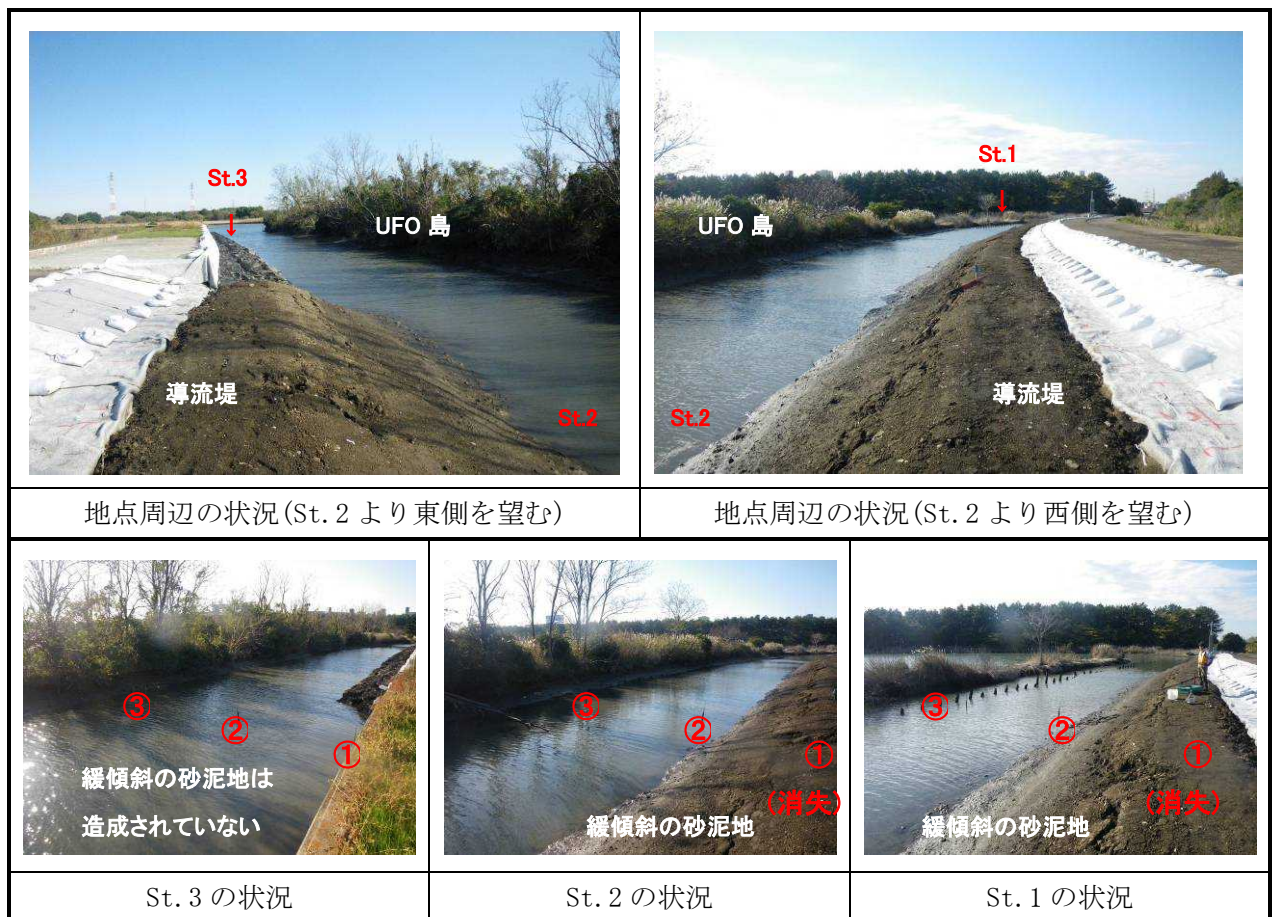 St.3
UFO 島
導流堤
St.2
St.1
UFO 島
導流堤
St.2
地点周辺の状況(St.2 より東側を望む)
地点周辺の状況(St.2 より西側を望む)
③
②
①
緩傾斜の砂泥地は
造成されていない
③
②
①
(消失)
緩傾斜の砂泥地
③
②
①
(消失)
緩傾斜の砂泥地
St.3 の状況
St.2 の状況
St.1 の状況